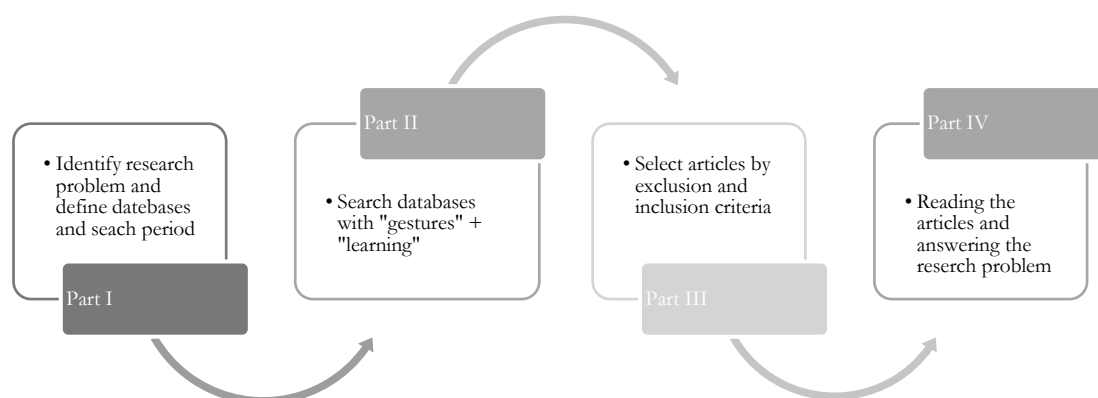 Part I
• Identify research
problem and
define datebases
and seach period
Part II
• Search databases
with "gestures" +
"learning"
Part III
• Select articles by
exclusion and
inclusion criteria
Part IV
• Reading the
articles and
answering the
reserch problem